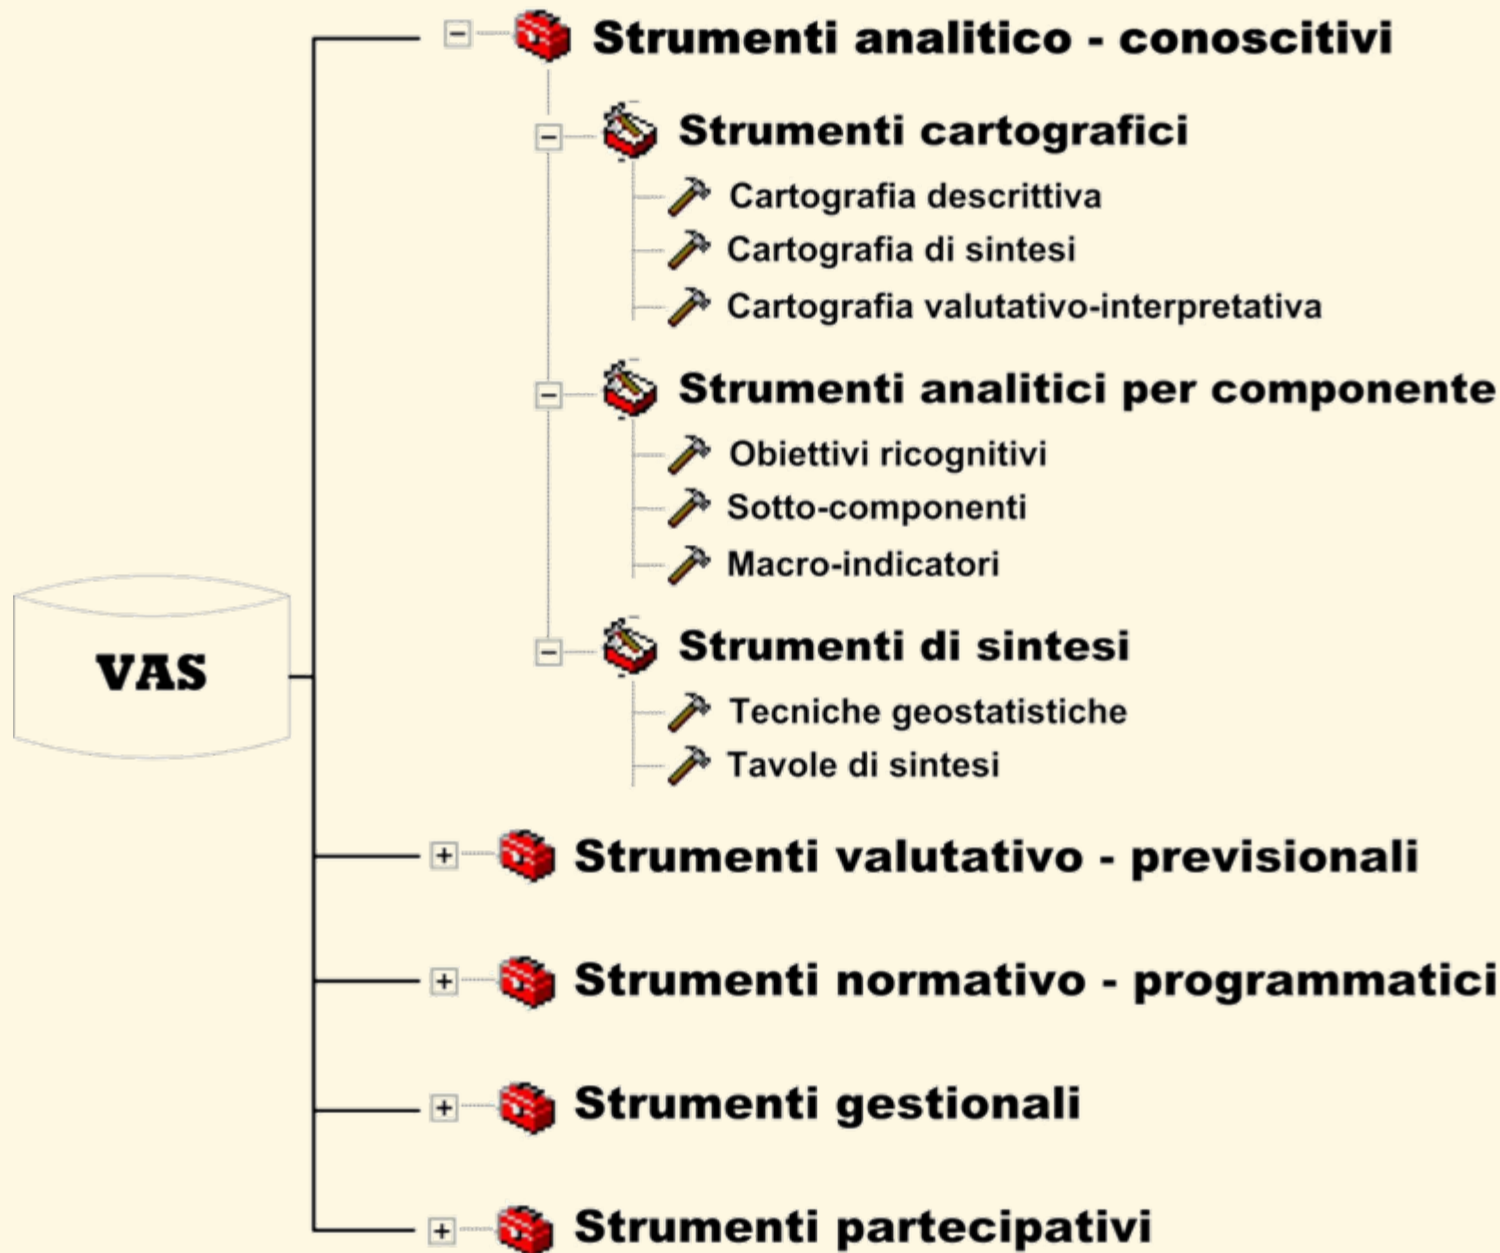 Strumenti analitico - conoscitivi
Strumenti cartografici
Cartografia descrittiva
Cartografia di sintesi
Cartografia valutativo-interpretativa
Strumenti analitici per componente
Obiettivi ricognitivi
Sotto-componenti
Macro-indicatori
Strumenti di sintesi
VAS
Tecniche geostatistiche
Tavole di sintesi
Strumenti valutativo - previsionali
Strumenti normativo - programmatici
Strumenti gestionali
Strumenti partecipativi